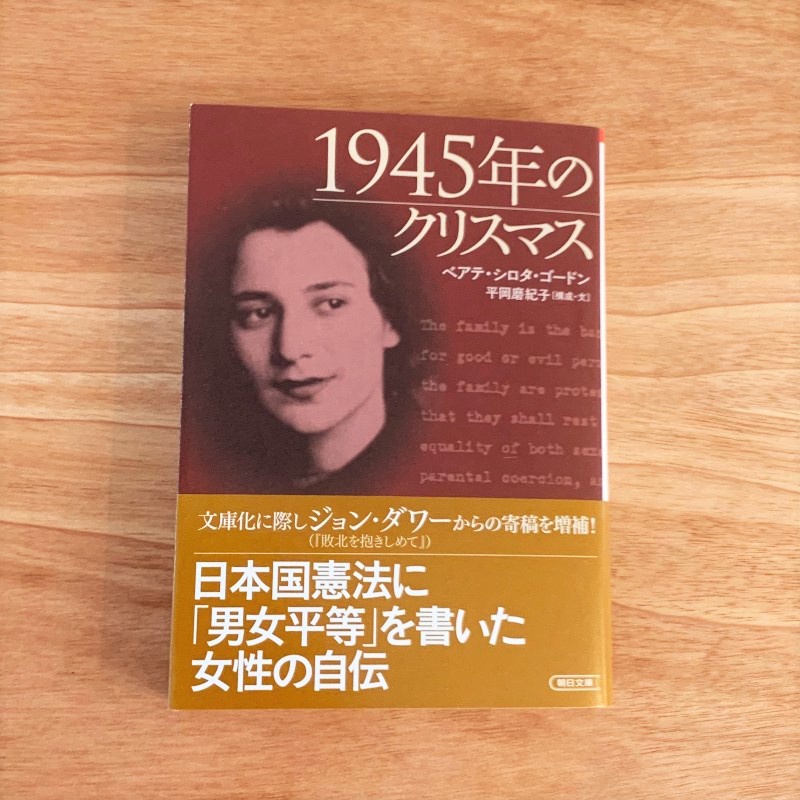 1945年の
クリスマス
ベアテ・シロタ・ゴードン
平岡磨紀子[構成・文]
The family is the
for good or evil
the family are
that they shall rest
equality of both
parental coercion,
文庫化に際しジョン・ダワーからの寄稿を増補!
(『敗北を抱きしめて』)
日本国憲法に
「男女平等」を書いた
女性の自伝
朝日文庫